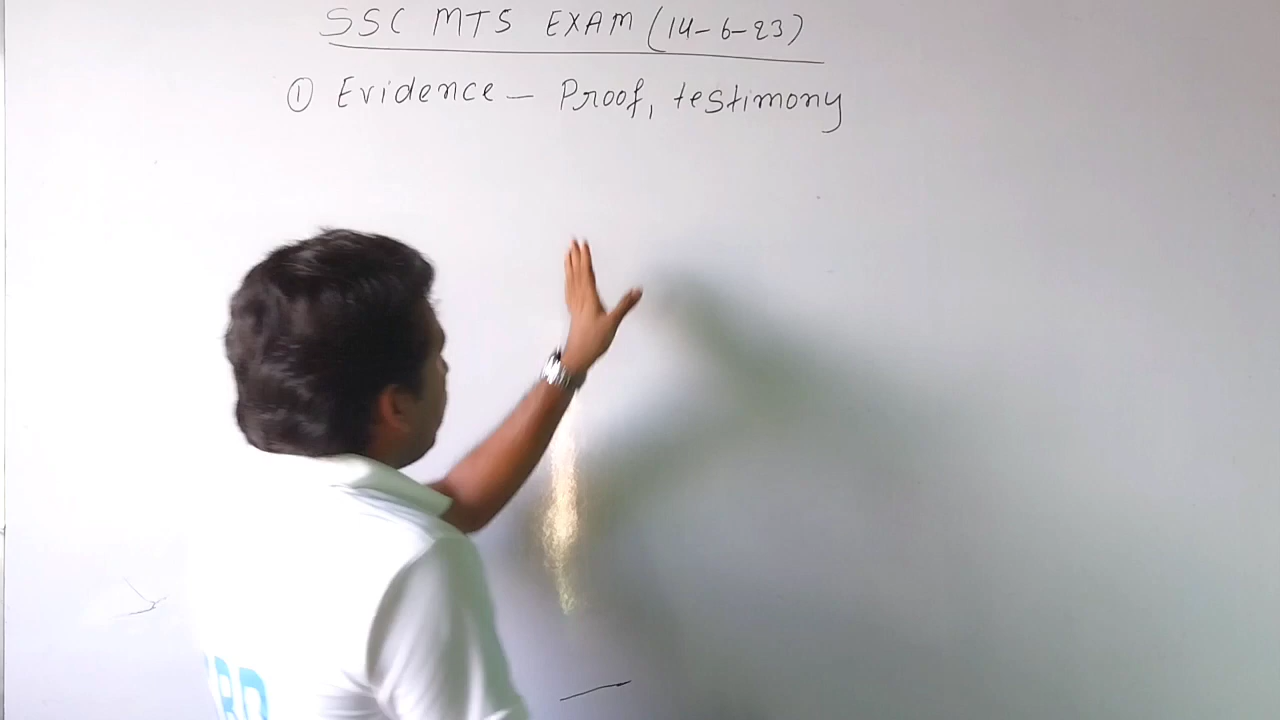 SSC MTS EXAM (14-6-23)
① Evidence — Proof, testimony